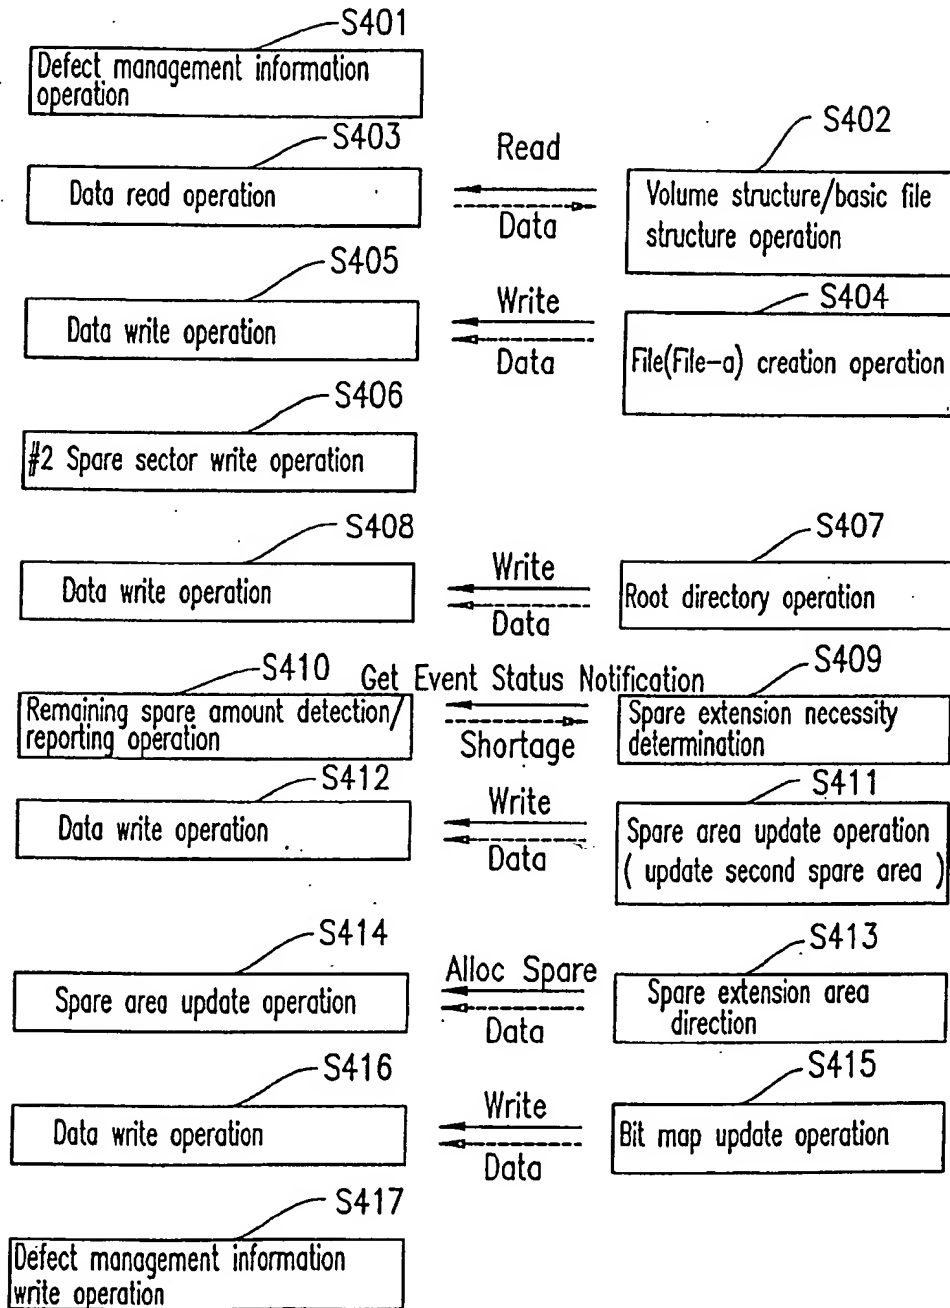 S401
Defect management information
operation
S403
Read
S402
Data read operation
Data
Volume structure/basic file
structure operation
S405
Write
S404
Data write operation
Data
File(File-a) creation operation
S406
#2 Spare sector write operation
S408
S407
Write
Data write operation
Data
Root directory operation
S410
Get Event Status Notification
S409
Remaining spare amount detection/
reporting operation
Shortage
Spare extension necessity
determination
S412
Write
S411
Data write operation
Data
Spare area update operation
( update second spare area )
S414
S413
Alloc Spare
Spare area update operation
Data
Spare extension area
direction
S416
S415
Write
Data write operation
Data
Bit map update operation
S417
Defect management information
write operation